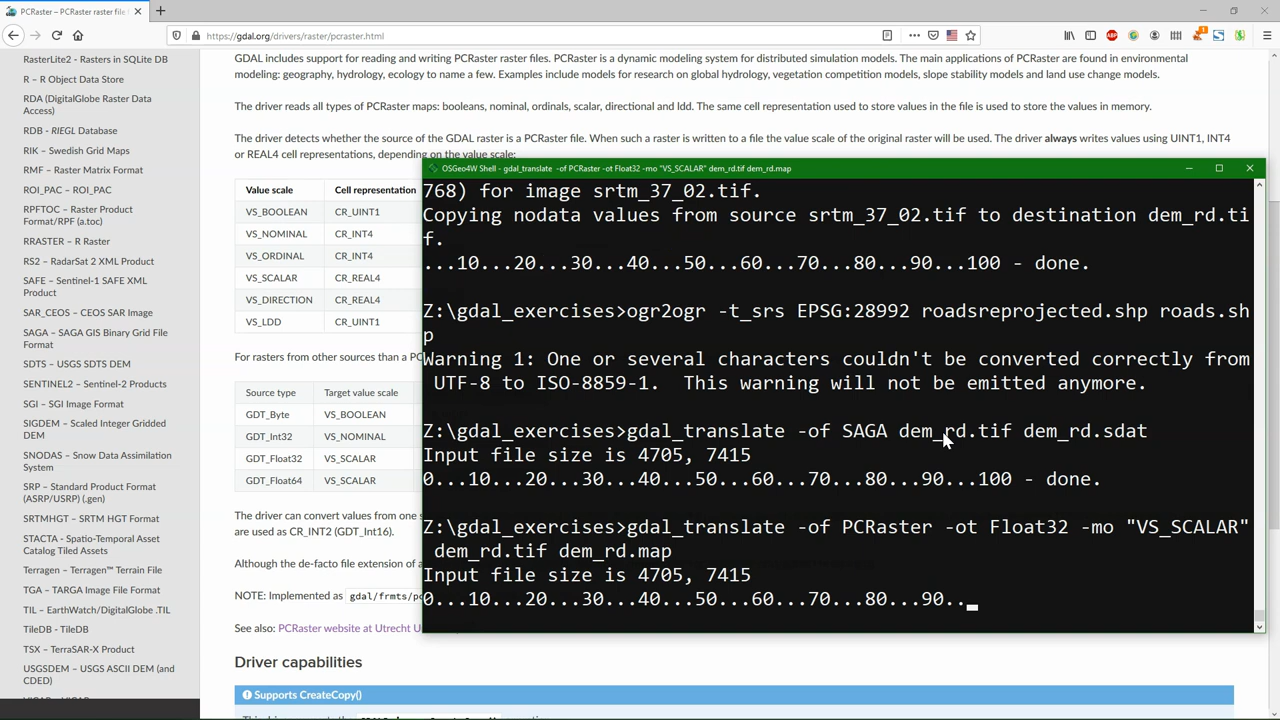 PCRaster – PCRaster raster file
https://gdal.org/drivers/raster/pcraster.html
RasterLite2 - Rasters in SQLite DB
R – R Object Data Store
RDA (DigitalGlobe Raster Data
Access)
RDB - RIEGL Database
RIK – Swedish Grid Maps
RMF – Raster Matrix Format
ROI_PAC – ROI_PAC
RPFTOC – Raster Product
Format/RPF (a.toc)
RRASTER – R Raster
RS2 – RadarSat 2 XML Product
SAFE – Sentinel-1 SAFE XML
Product
SAR_CEOS – CEOS SAR Image
SAGA – SAGA GIS Binary Grid File
Format
SDTS – USGS SDTS DEM
SENTINEL2 – Sentinel-2 Products
SGI – SGI Image Format
SIGDEM – Scaled Integer Gridded
DEM
SNODAS – Snow Data Assimilation
System
SRP – Standard Product Format
(ASRP/USRP) (.gen)
SRTMHGT – SRTM HGT Format
STACTA - Spatio-Temporal Asset
Catalog Tiled Assets
Terragen – Terragen™ Terrain File
TGA – TARGA Image File Format
TIL – EarthWatch/DigitalGlobe .TIL
TileDB - TileDB
TSX – TerraSAR-X Product
USGSDEM – USGS ASCII DEM (and
CDED)
GDAL includes support for reading and writing PCRaster raster files. PCRaster is a dynamic modeling system for distributed simulation models. The main applications of PCRaster are found in environmental
modeling: geography, hydrology, ecology to name a few. Examples include models for research on global hydrology, vegetation competition models, slope stability models and land use change models.
The driver reads all types of PCRaster maps: booleans, nominal, ordinals, scalar, directional and ldd. The same cell representation used to store values in the file is used to store the values in memory.
The driver detects whether the source of the GDAL raster is a PCRaster file. When such a raster is written to a file the value scale of the original raster will be used. The driver always writes values using UINT1, INT4
or REAL4 cell representations, depending on the value scale:
Value scale Cell representation
VS_BOOLEAN CR_UINT1
VS_NOMINAL CR_INT4
VS_ORDINAL CR_INT4
VS_SCALAR CR_REAL4
VS_DIRECTION CR_REAL4
VS_LDD CR_UINT1
For rasters from other sources than a PC
Source type Target value scale
GDT_Byte VS_BOOLEAN
GDT_Int32 VS_NOMINAL
GDT_Float32 VS_SCALAR
GDT_Float64 VS_SCALAR
The driver can convert values from one s
are used as CR_INT2 (GDT_Int16).
Although the de-facto file extension of a
NOTE: Implemented as gdal/frmts/pc
See also: PCRaster website at Utrecht U
Driver capabilities
Supports CreateCopy()
OSGeo4W Shell - gdal_translate -of PCRaster -ot Float32 -mo "VS_SCALAR" dem_rd.tif dem_rd.map
768) for image srtm_37_02.tif.
Copying nodata values from source srtm_37_02.tif to destination dem_rd.ti
f.
...10...20...30...40...50...60...70...80...90...100 - done.
Z:\gdal_exercises>ogr2ogr -t_srs EPSG:28992 roadsreprojected.shp roads.sh
p
Warning 1: One or several characters couldn't be converted correctly from
UTF-8 to ISO-8859-1.  This warning will not be emitted anymore.
Z:\gdal_exercises>gdal_translate -of SAGA dem_rd.tif dem_rd.sdat
Input file size is 4705, 7415
0...10...20...30...40...50...60...70...80...90...100 - done.
Z:\gdal_exercises>gdal_translate -of PCRaster -ot Float32 -mo "VS_SCALAR"
dem_rd.tif dem_rd.map
Input file size is 4705, 7415
0...10...20...30...40...50...60...70...80...90..